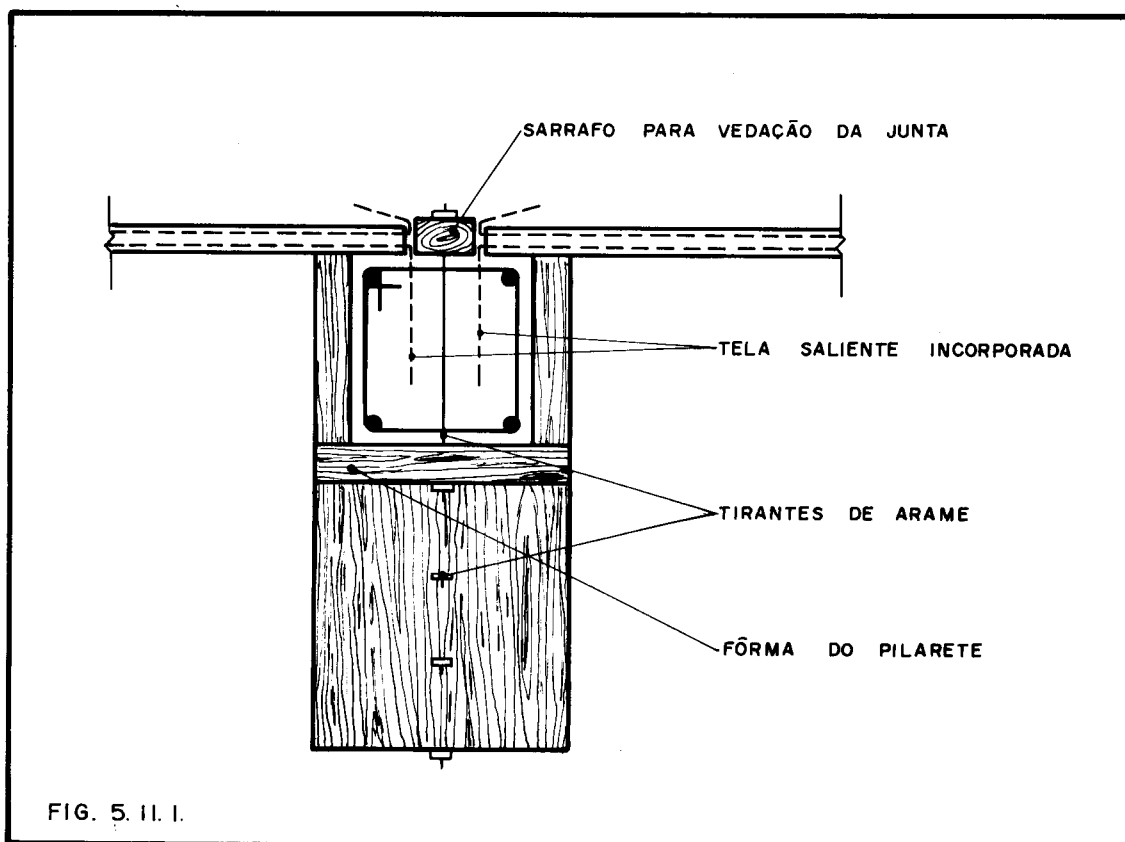 SARRAFO PARA VEDAÇÃO DA JUNTA
TELA SALIENTE INCORPORADA
TIRANTES DE ARAME
FÔRMA DO PILARETE
FIG. 5.11.1.